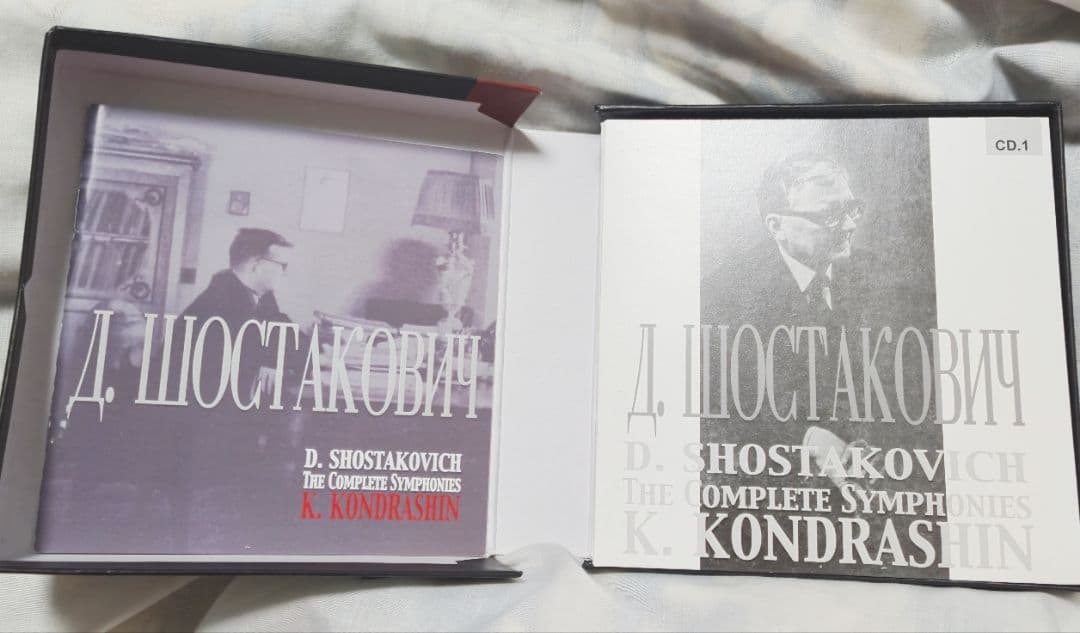 Д. ШОСТАКОВИЧ
D. SHOSTAKOVICH
THE COMPLETE SYMPHONIES
K. KONDRASHIN
CD.1
Д. ШОСТАКОВИЧ
D. SHOSTAKOVICH
THE COMPLETE SYMPHONIES
K. KONDRASHIN